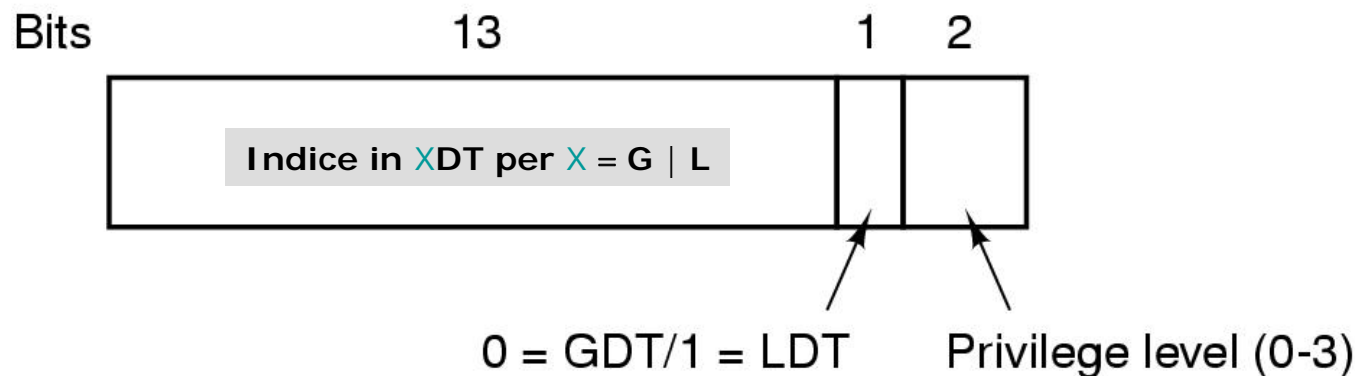 Bits 13 1 2
Indice in XDT per X = G | L
0 = GDT/1 = LDT Privilege level (0-3)